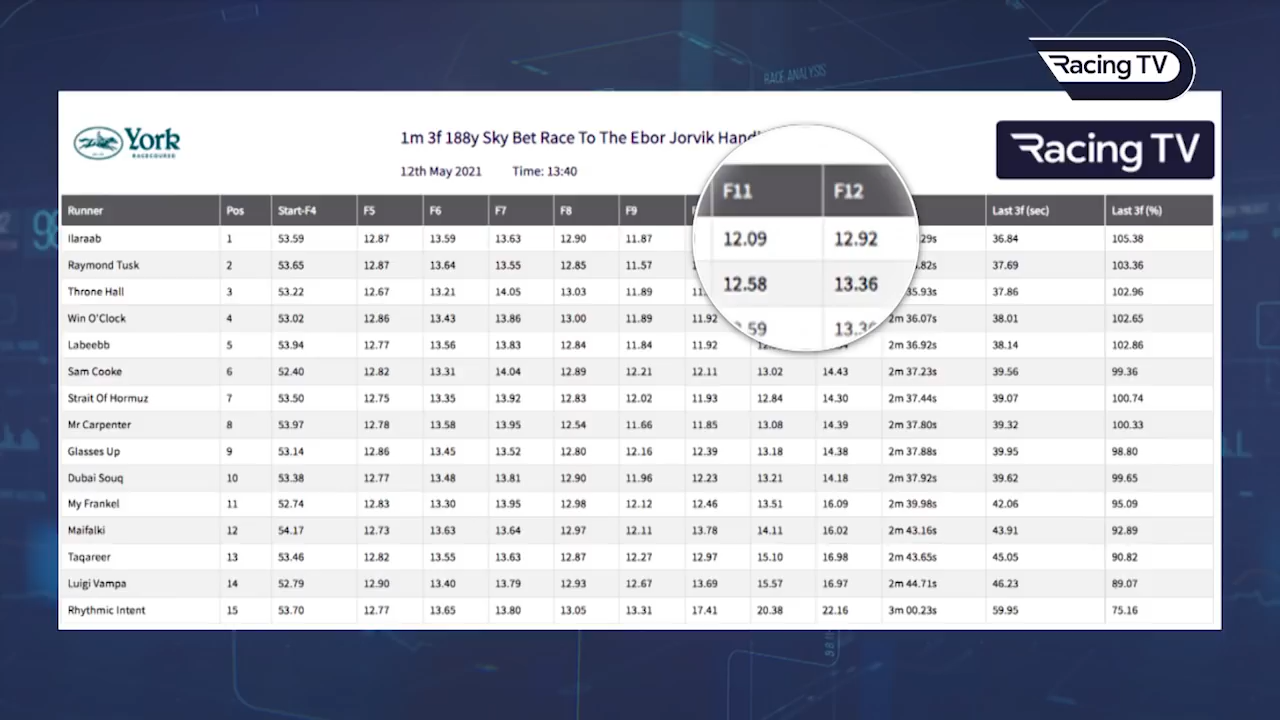 RACE ANALYSIS
Racing TV
York
RACECOURSE
1m 3f 188y Sky Bet Race To The Ebor Jorvik
12th May 2021 Time: 13:40
Racing TV
Runner Pos Start-F4 F5 F6 F7 F8 F9 F11 F12 Last 3f (sec) Last 3f (%)
Ilaraab 1 53.59 12.87 13.59 13.63 12.90 11.87 12.09 12.92 36.84 105.38
Raymond Tusk 2 53.65 12.87 13.64 13.55 12.85 11.57 12.58 13.36 37.69 103.36
Throne Hall 3 53.22 12.67 13.21 14.05 13.03 11.89 37.86 102.96
Win O'Clock 4 53.02 12.86 13.43 13.86 13.00 11.89 11.92 2m 36.07s 38.01 102.65
Labeebb 5 53.94 12.77 13.56 13.83 12.84 11.84 11.92 2m 36.92s 38.14 102.86
Sam Cooke 6 52.40 12.82 13.31 14.04 12.89 12.21 12.11 13.02 14.43 2m 37.23s 39.56 99.36
Strait Of Hormuz 7 53.50 12.75 13.35 13.92 12.83 12.02 11.93 12.84 14.30 2m 37.44s 39.07 100.74
Mr Carpenter 8 53.97 12.78 13.58 13.95 12.54 11.66 11.85 13.08 14.39 2m 37.80s 39.32 100.33
Glasses Up 9 53.14 12.86 13.45 13.52 12.80 12.16 12.39 13.18 14.38 2m 37.88s 39.95 98.80
Dubai Souq 10 53.38 12.77 13.48 13.81 12.90 11.96 12.23 13.21 14.18 2m 37.92s 39.62 99.65
My Frankel 11 52.74 12.83 13.30 13.95 12.98 12.12 12.46 13.51 16.09 2m 39.98s 42.06 95.09
Maifalki 12 54.17 12.73 13.63 13.64 12.97 12.11 13.78 14.11 16.02 2m 43.16s 43.91 92.89
Taqareer 13 53.46 12.82 13.55 13.63 12.87 12.27 12.97 15.10 16.98 2m 43.65s 45.05 90.82
Luigi Vampa 14 52.79 12.90 13.40 13.79 12.93 12.67 13.69 15.57 16.97 2m 44.71s 46.23 89.07
Rhythmic Intent 15 53.70 12.77 13.65 13.80 13.05 13.31 17.41 20.38 22.16 3m 00.23s 59.95 75.16